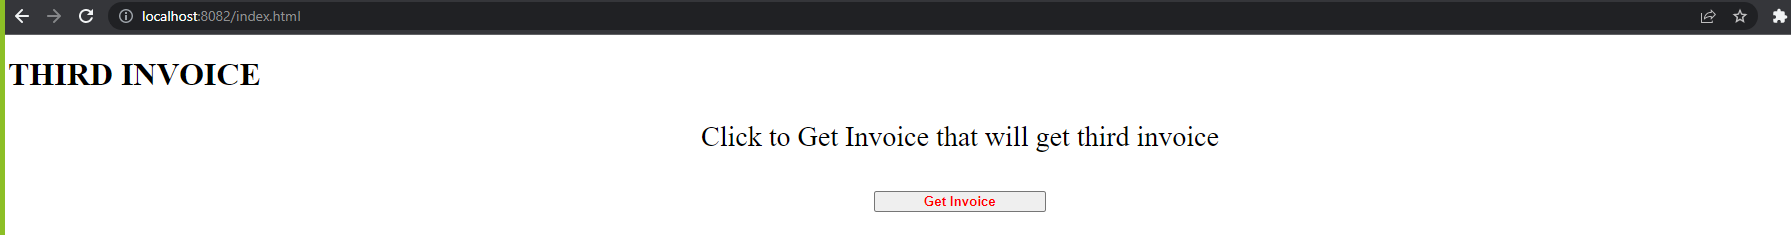 localhost:8082/index.html
THIRD INVOICE
Click to Get Invoice that will get third invoice
Get Invoice